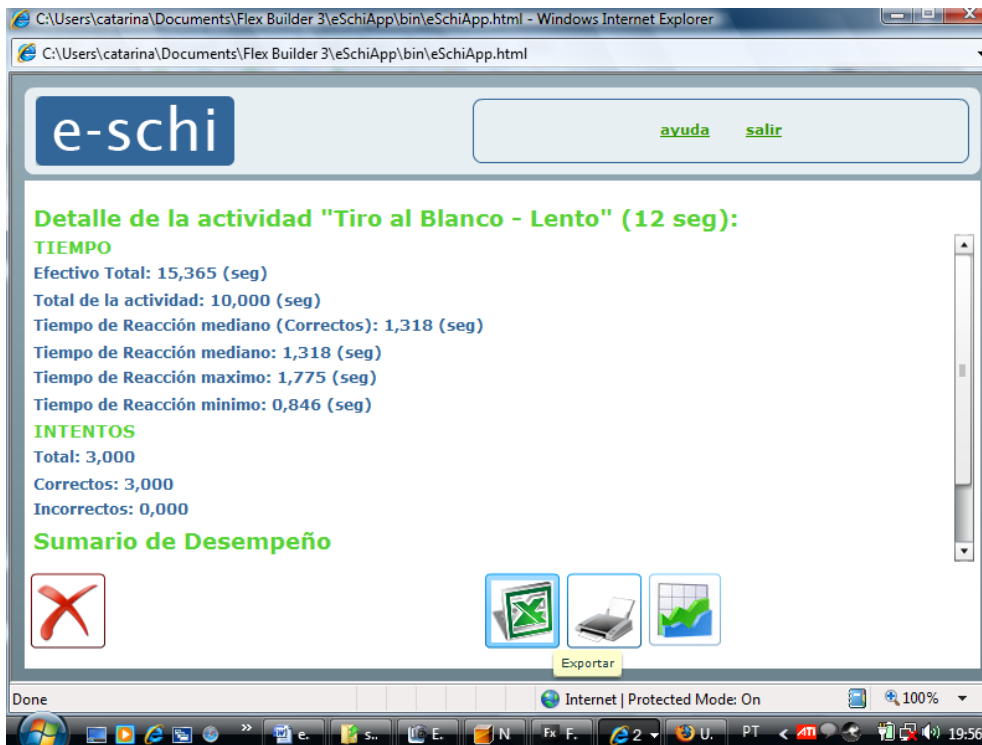 C:\Users\catarina\Documents\Flex Builder 3\eSchiApp\bin\eSchiApp.html - Windows Internet Explorer
C:\Users\catarina\Documents\Flex Builder 3\eSchiApp\bin\eSchiApp.html
e-schi
ayuda salir
Detalle de la actividad "Tiro al Blanco - Lento" (12 seg):
TIEMPO
Efectivo Total: 15,365 (seg)
Total de la actividad: 10,000 (seg)
Tiempo de Reacción mediano (Correctos): 1,318 (seg)
Tiempo de Reacción mediano: 1,318 (seg)
Tiempo de Reacción maximo: 1,775 (seg)
Tiempo de Reacción minimo: 0,846 (seg)
INTENTOS
Total: 3,000
Correctos: 3,000
Incorrectos: 0,000
Sumario de Desempeño
Exportar
Done Internet | Protected Mode: On 100%
e. s.. E. N Fx F. 2 U. PT ATI 19:56